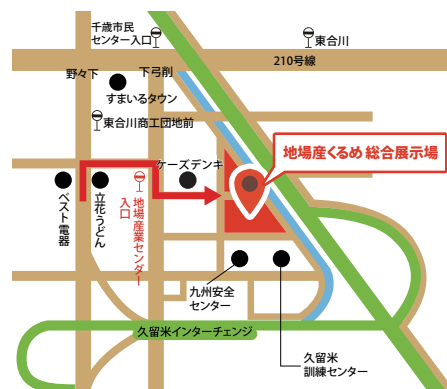 千歳市民
センター入口
東合川
210号線
野々下
下弓削
すまいるタウン
東合川商工団地前
地場産くるめ 総合展示場
ケーズデンキ
ベスト電器
立花うどん
地場産業センダー
入口
九州安全
センター
久留米インターチェンジ
久留米
訓練センター